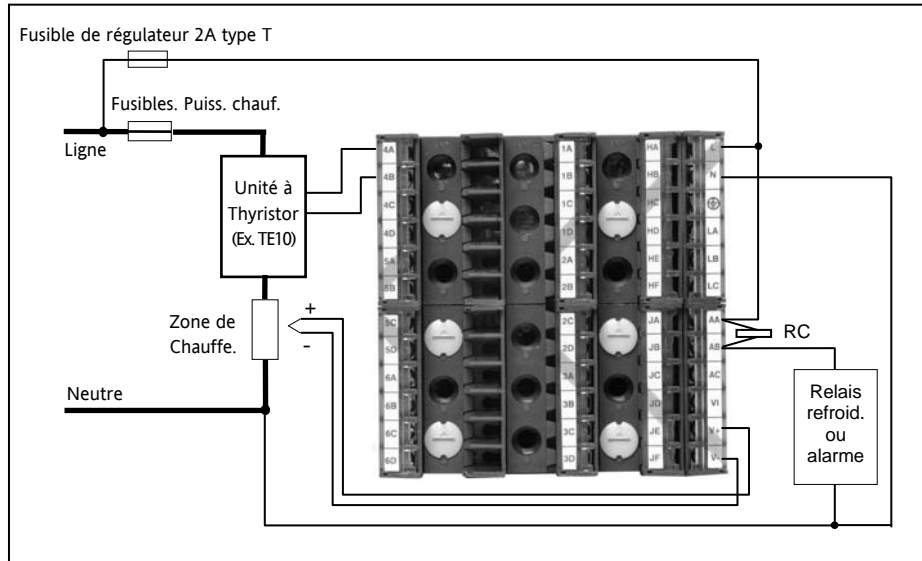 Fusible de régulateur 2A type T
Fusibles. Puiss. chauf.
Ligne
Unité à
Thyristor
(Ex. TE10)
Zone de
Chauffe.
+
-
Neutre
4A
4B
4C
4D
5A
5B
5C
5D
6A
6B
6C
6D
1A
1B
1C
1D
2A
2B
2C
2D
3A
3B
3C
3D
HA
HB
HC
HD
HE
HF
JA
JB
JC
JD
JE
JF
L
N
LA
LB
LC
AA
AB
AC
VI
V+
V-
RC
Relais
refroid.
ou
alarme